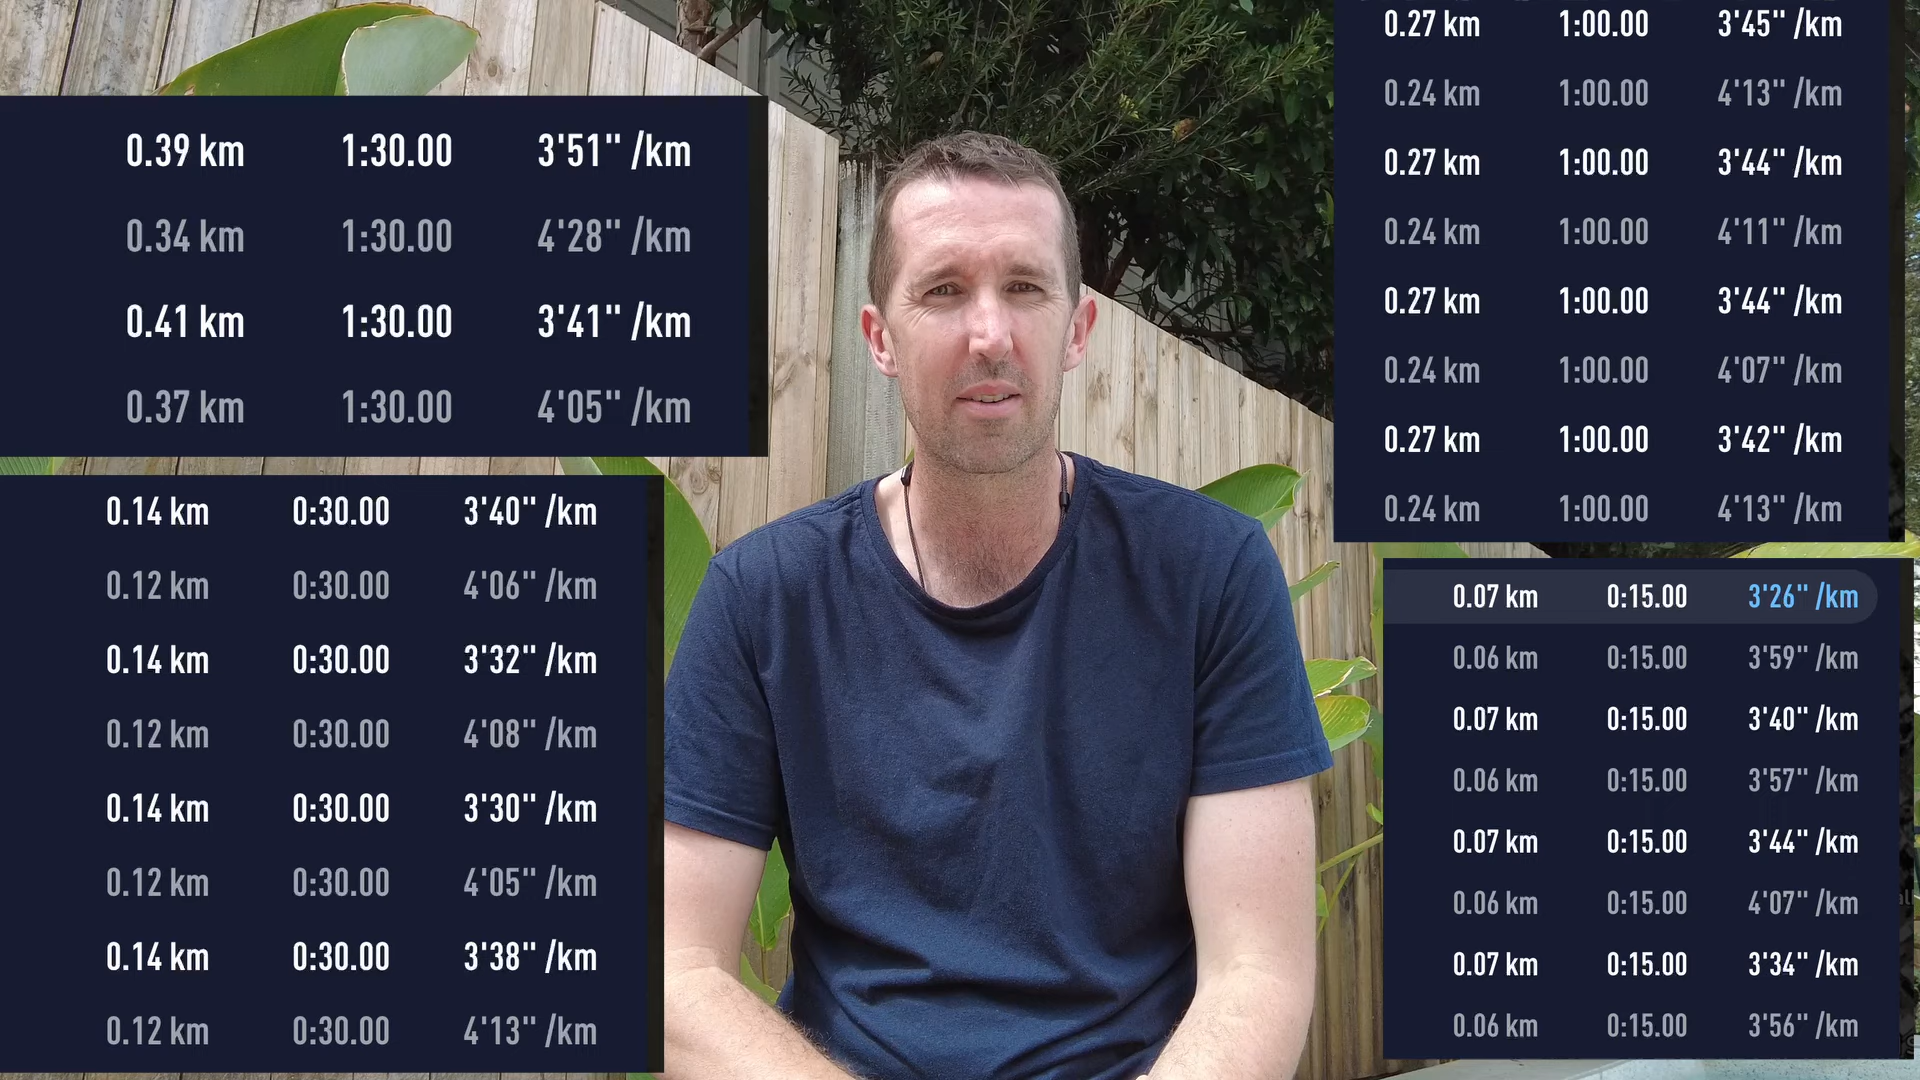 0.39 km 1:30.00 3'51" /km
0.34 km 1:30.00 4'28" /km
0.41 km 1:30.00 3'41" /km
0.37 km 1:30.00 4'05" /km
0.27 km 1:00.00 3'45" /km
0.24 km 1:00.00 4'13" /km
0.27 km 1:00.00 3'44" /km
0.24 km 1:00.00 4'11" /km
0.27 km 1:00.00 3'44" /km
0.24 km 1:00.00 4'07" /km
0.27 km 1:00.00 3'42" /km
0.24 km 1:00.00 4'13" /km
0.14 km 0:30.00 3'40" /km
0.12 km 0:30.00 4'06" /km
0.14 km 0:30.00 3'32" /km
0.12 km 0:30.00 4'08" /km
0.14 km 0:30.00 3'30" /km
0.12 km 0:30.00 4'05" /km
0.14 km 0:30.00 3'38" /km
0.12 km 0:30.00 4'13" /km
0.07 km 0:15.00 3'26" /km
0.06 km 0:15.00 3'59" /km
0.07 km 0:15.00 3'40" /km
0.06 km 0:15.00 3'57" /km
0.07 km 0:15.00 3'44" /km
0.06 km 0:15.00 4'07" /km
0.07 km 0:15.00 3'34" /km
0.06 km 0:15.00 3'56" /km